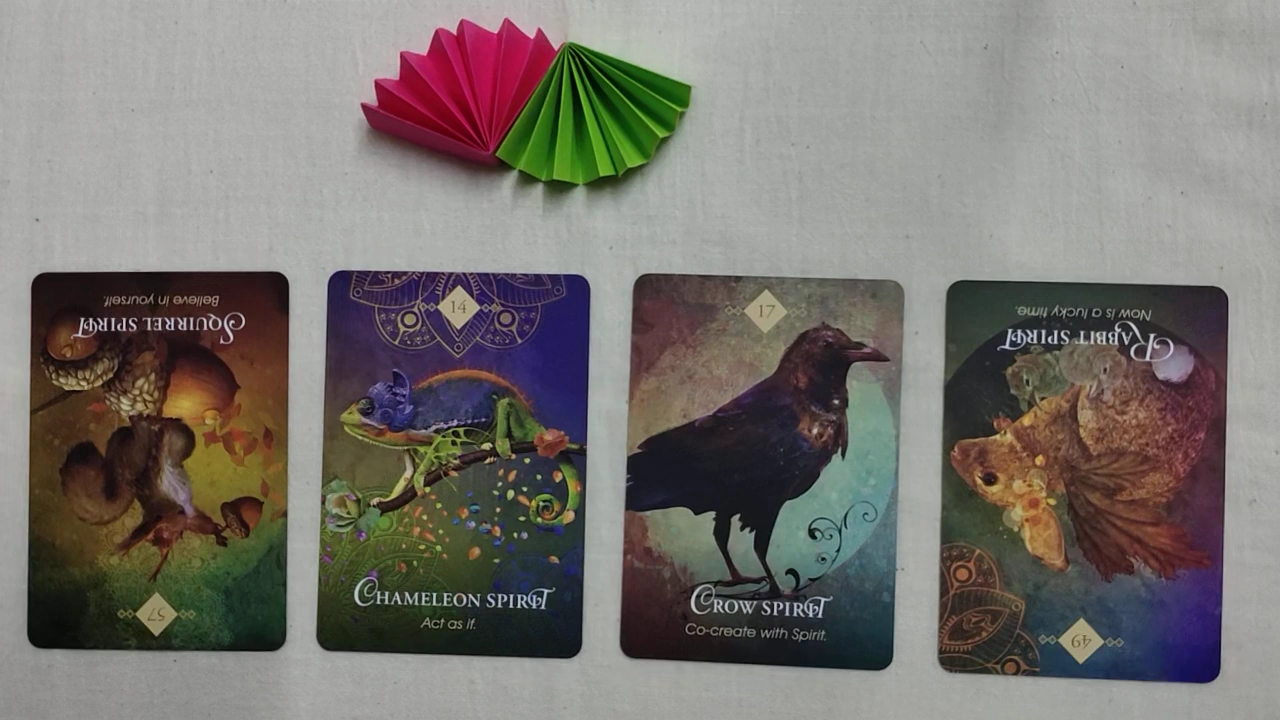 Believe in yourself.
SQUIRREL SPIRIT
57
14
CHAMELEON SPIRIT
Act as if.
17
CROW SPIRIT
Co-create with Spirit.
Now is a lucky time.
RABBIT SPIRIT
49